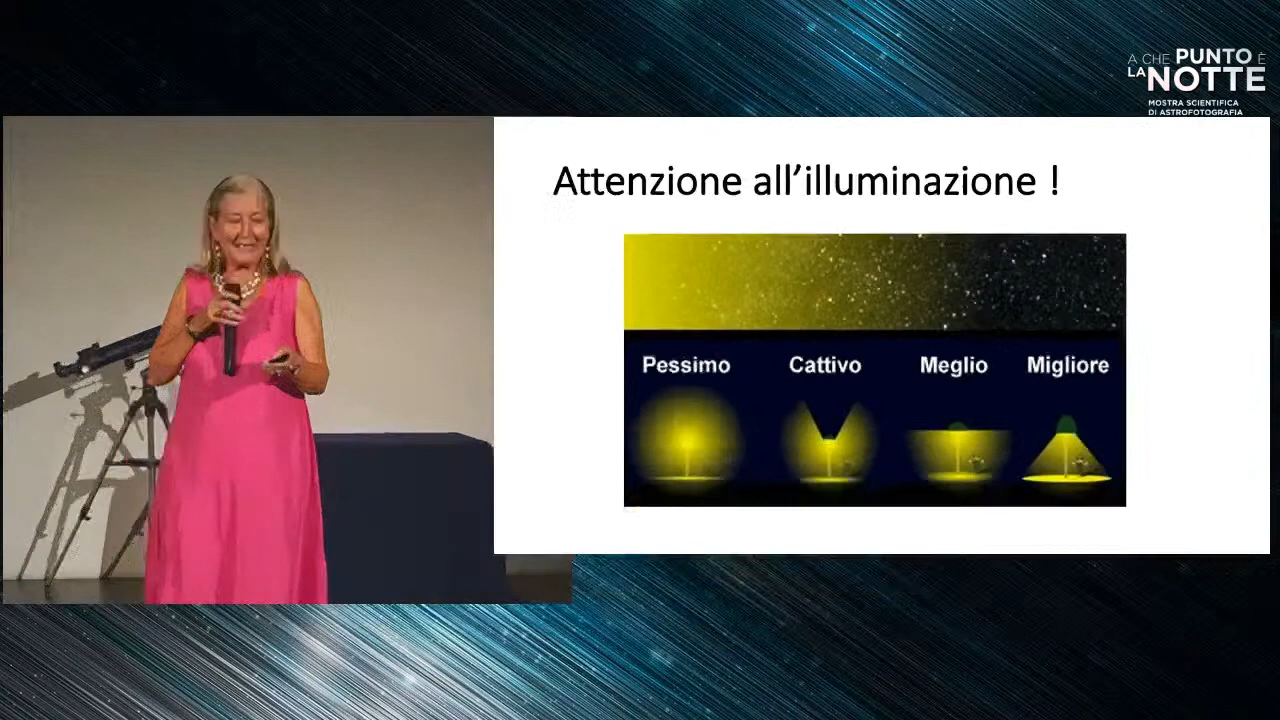 A CHE PUNTO È
LA NOTTE
MOSTRA SCIENTIFICA
DI ASTROFOTOGRAFIA
Attenzione all’illuminazione !
Pessimo Cattivo Meglio Migliore